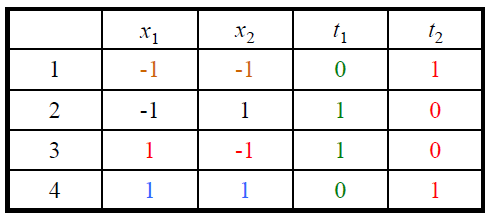 x₁ x₂ t₁ t₂
1 -1 -1 0 1
2 -1 1 1 0
3 1 -1 1 0
4 1 1 0 1